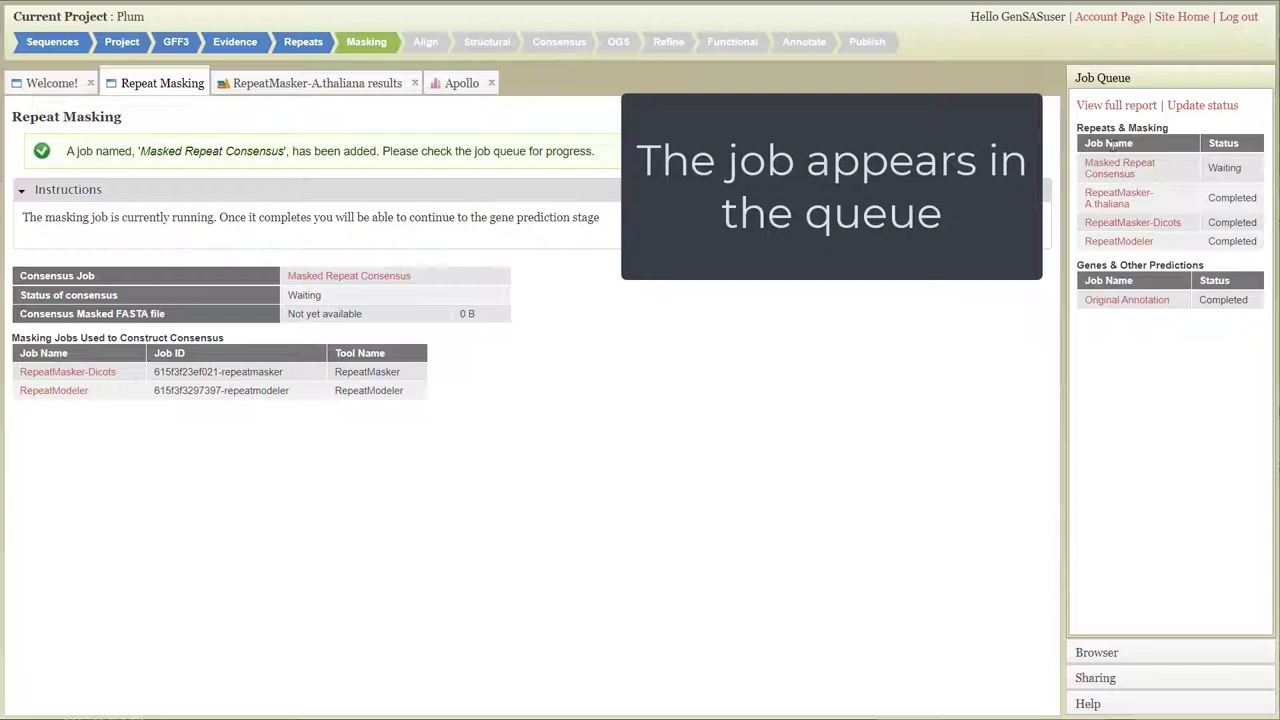 Current Project : Plum
Hello GenSASuser | Account Page | Site Home | Log out
Sequences Project GFF3 Evidence Repeats Masking Align Structural Consensus OGS Refine Functional Annotate Publish
Welcome! Repeat Masking RepeatMasker-A.thaliana results Apollo
Repeat Masking
A job named, 'Masked Repeat Consensus', has been added. Please check the job queue for progress.
Instructions
The masking job is currently running. Once it completes you will be able to continue to the gene prediction stage
The job appears in
the queue
Consensus Job Masked Repeat Consensus
Status of consensus Waiting
Consensus Masked FASTA file Not yet available 0 B
Masking Jobs Used to Construct Consensus
Job Name Job ID Tool Name
RepeatMasker-Dicots 615f3f23ef021-repeatmasker RepeatMasker
RepeatModeler 615f3f3297397-repeatmodeler RepeatModeler
Job Queue
View full report | Update status
Repeats & Masking
Job Name Status
Masked Repeat
Consensus Waiting
RepeatMasker-
A.thaliana Completed
RepeatMasker-Dicots Completed
RepeatModeler Completed
Genes & Other Predictions
Job Name Status
Original Annotation Completed
Browser
Sharing
Help